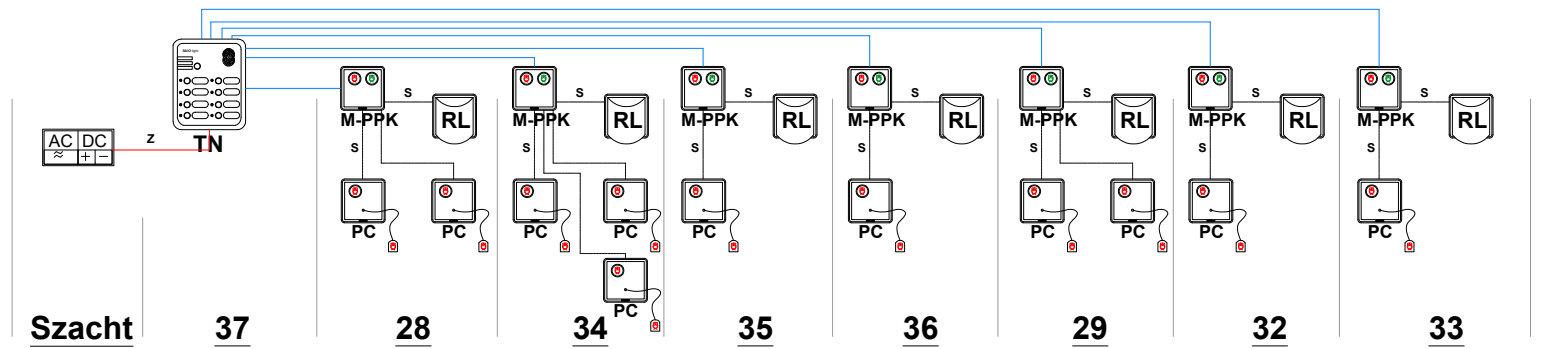 S S S S S S S
AC DC Z TN
M-PPK RL M-PPK RL M-PPK RL M-PPK RL M-PPK RL M-PPK RL M-PPK RL
≈ + −
S S S S S S S
PC PC PC PC PC PC PC PC PC PC
PC
Szacht 37 28 34 35 36 29 32 33